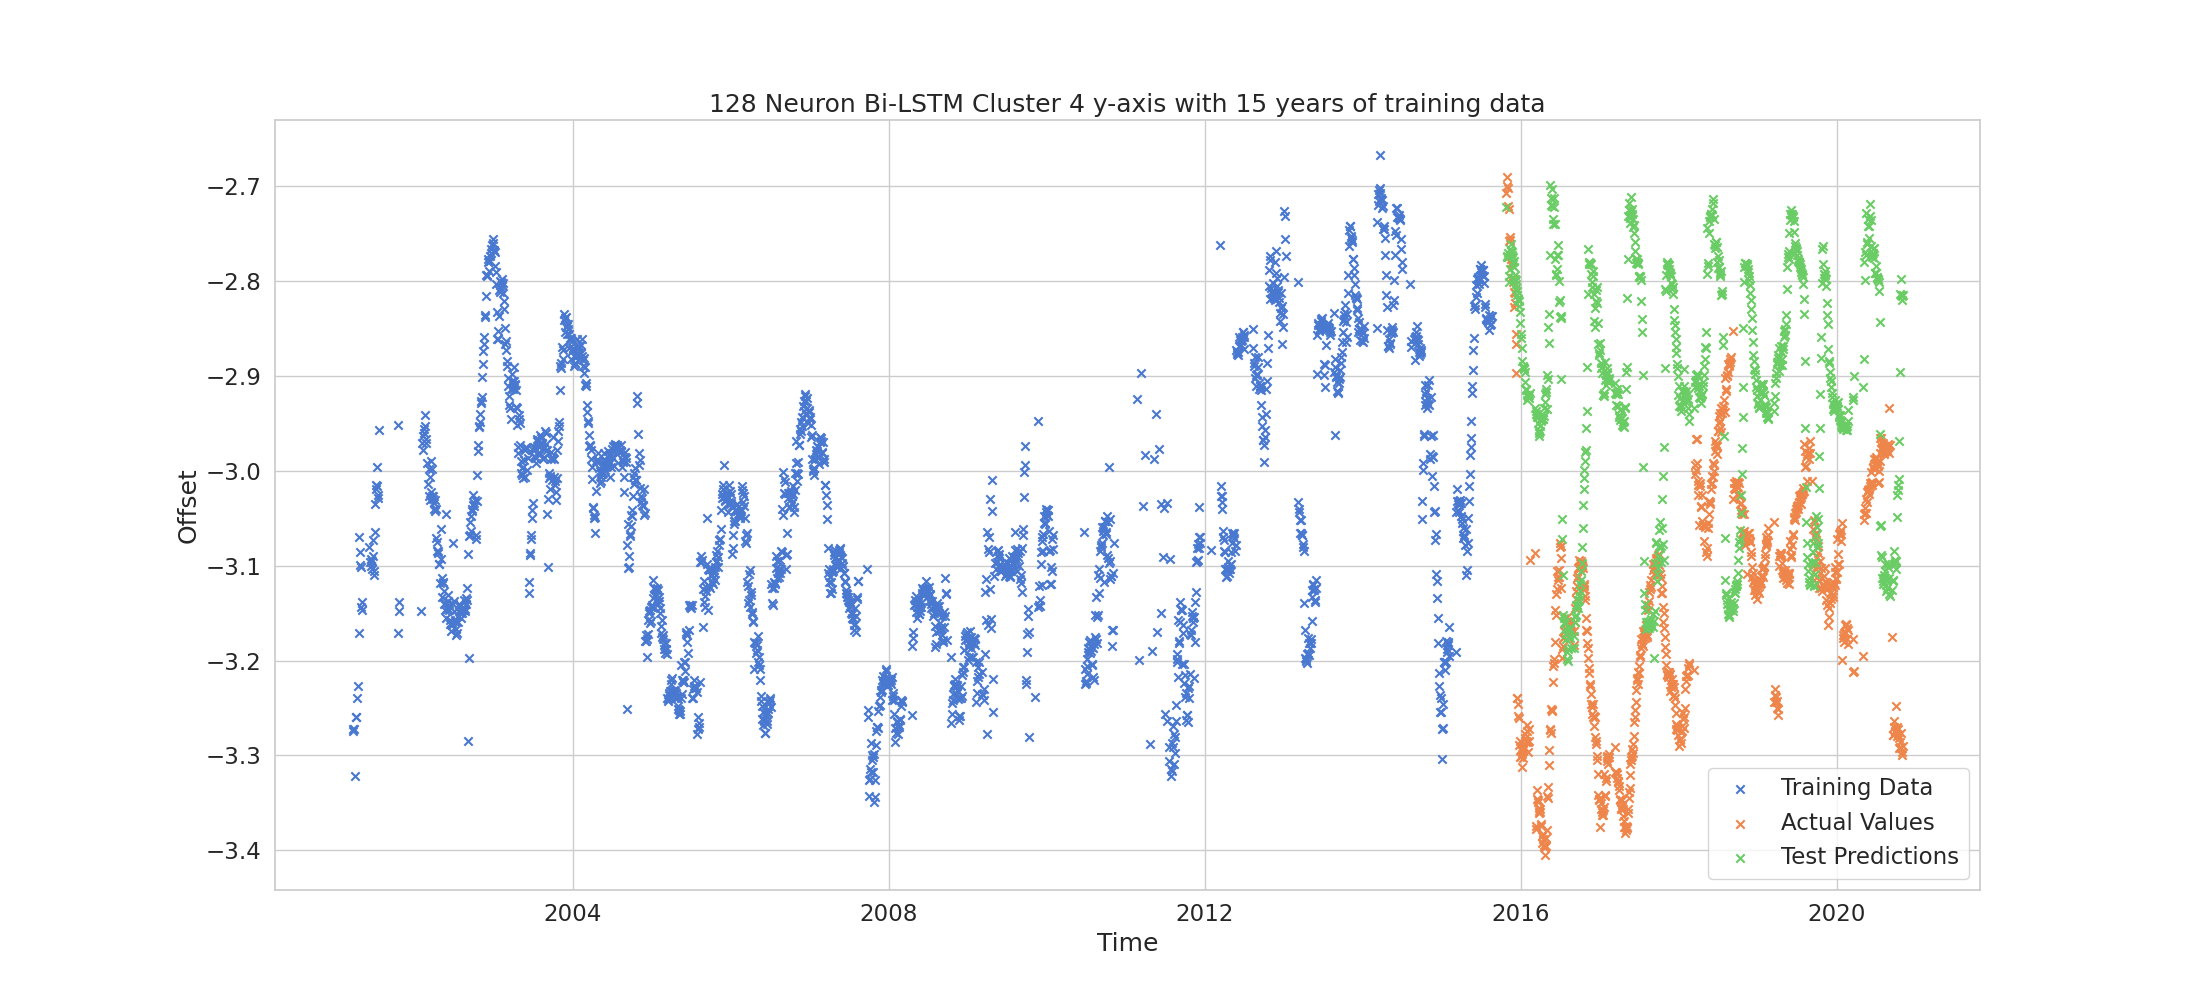 128 Neuron Bi-LSTM Cluster 4 y-axis with 15 years of training data
−2.7
−2.8
−2.9
−3.0
−3.1
−3.2
−3.3
−3.4
Offset
2004
2008
2012
2016
2020
Time
Training Data
Actual Values
Test Predictions